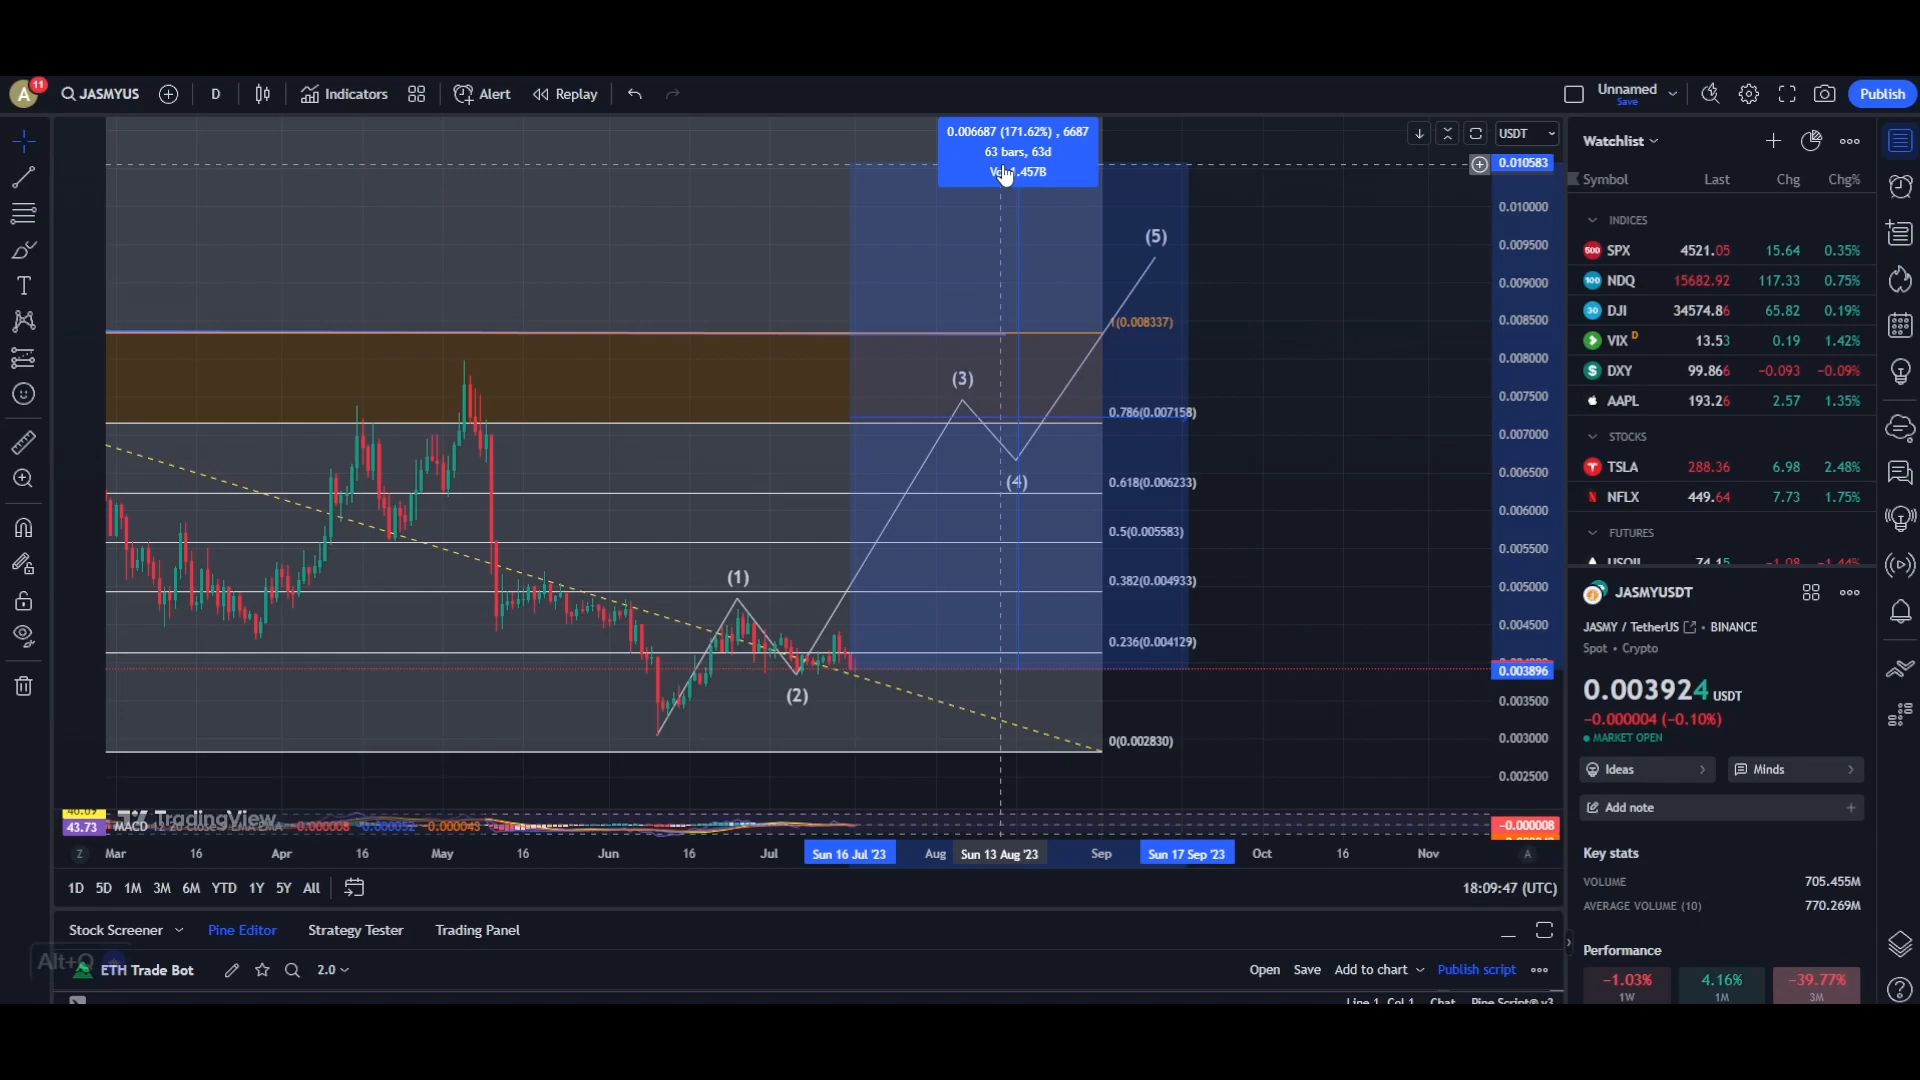 A 11 JASMYUS D Indicators Alert Replay Unnamed Save Publish
0.006687 (171.62%) , 6687
63 bars, 63d
Vol 1.457B
USDT
0.010583
0.010000
0.009500
0.009000
0.008500
0.008000
0.007500
0.007000
0.006500
0.006000
0.005500
0.005000
0.004500
0.003896
0.003500
0.003000
0.002500
-0.000008
(5)
1(0.008337)
(3)
0.786(0.007158)
(4)
0.618(0.006233)
0.5(0.005583)
(1)
0.382(0.004933)
0.236(0.004129)
(2)
0(0.002830)
TradingView
43.73 MACD 12 26 close 9 EMA EMA -0.000008 -0.000052 -0.000043
Z Mar 16 Apr 16 May 16 Jun 16 Jul Sun 16 Jul '23 Aug Sun 13 Aug '23 Sep Sun 17 Sep '23 Oct 16 Nov A
1D 5D 1M 3M 6M YTD 1Y 5Y All 18:09:47 (UTC)
Stock Screener Pine Editor Strategy Tester Trading Panel
Alt+Q
ETH Trade Bot 2.0 Open Save Add to chart Publish script
Line 1, Col 1 Chat Pine Script® v3
Watchlist
Symbol Last Chg Chg%
INDICES
500 SPX 4521.05 15.64 0.35%
100 NDQ 15682.92 117.33 0.75%
30 DJI 34574.86 65.82 0.19%
VIX D 13.53 0.19 1.42%
$ DXY 99.866 -0.093 -0.09%
AAPL 193.26 2.57 1.35%
STOCKS
TSLA 288.36 6.98 2.48%
N NFLX 449.64 7.73 1.75%
FUTURES
USOIL 74.15 -1.08 -1.44%
JASMYUSDT
JASMY / TetherUS • BINANCE
Spot • Crypto
0.003924 USDT
-0.000004 (-0.10%)
MARKET OPEN
Ideas Minds
Add note
Key stats
VOLUME 705.455M
AVERAGE VOLUME (10) 770.269M
Performance
-1.03% 4.16% -39.77%
1W 1M 3M